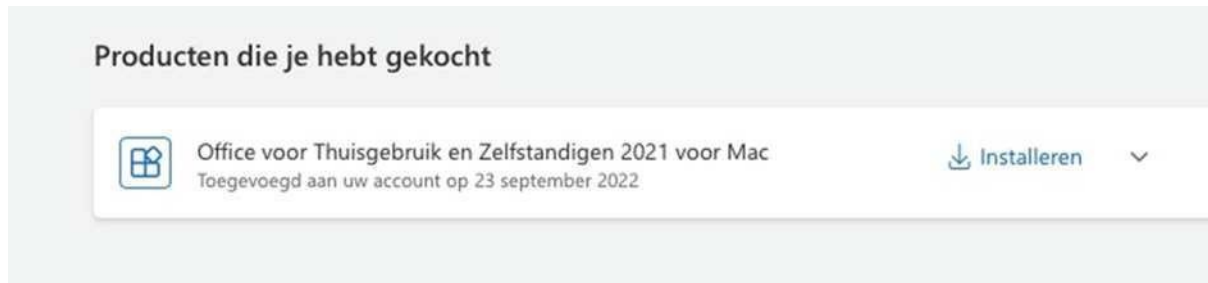 Producten die je hebt gekocht
Office voor Thuisgebruik en Zelfstandigen 2021 voor Mac
Installeren
Toegevoegd aan uw account op 23 september 2022